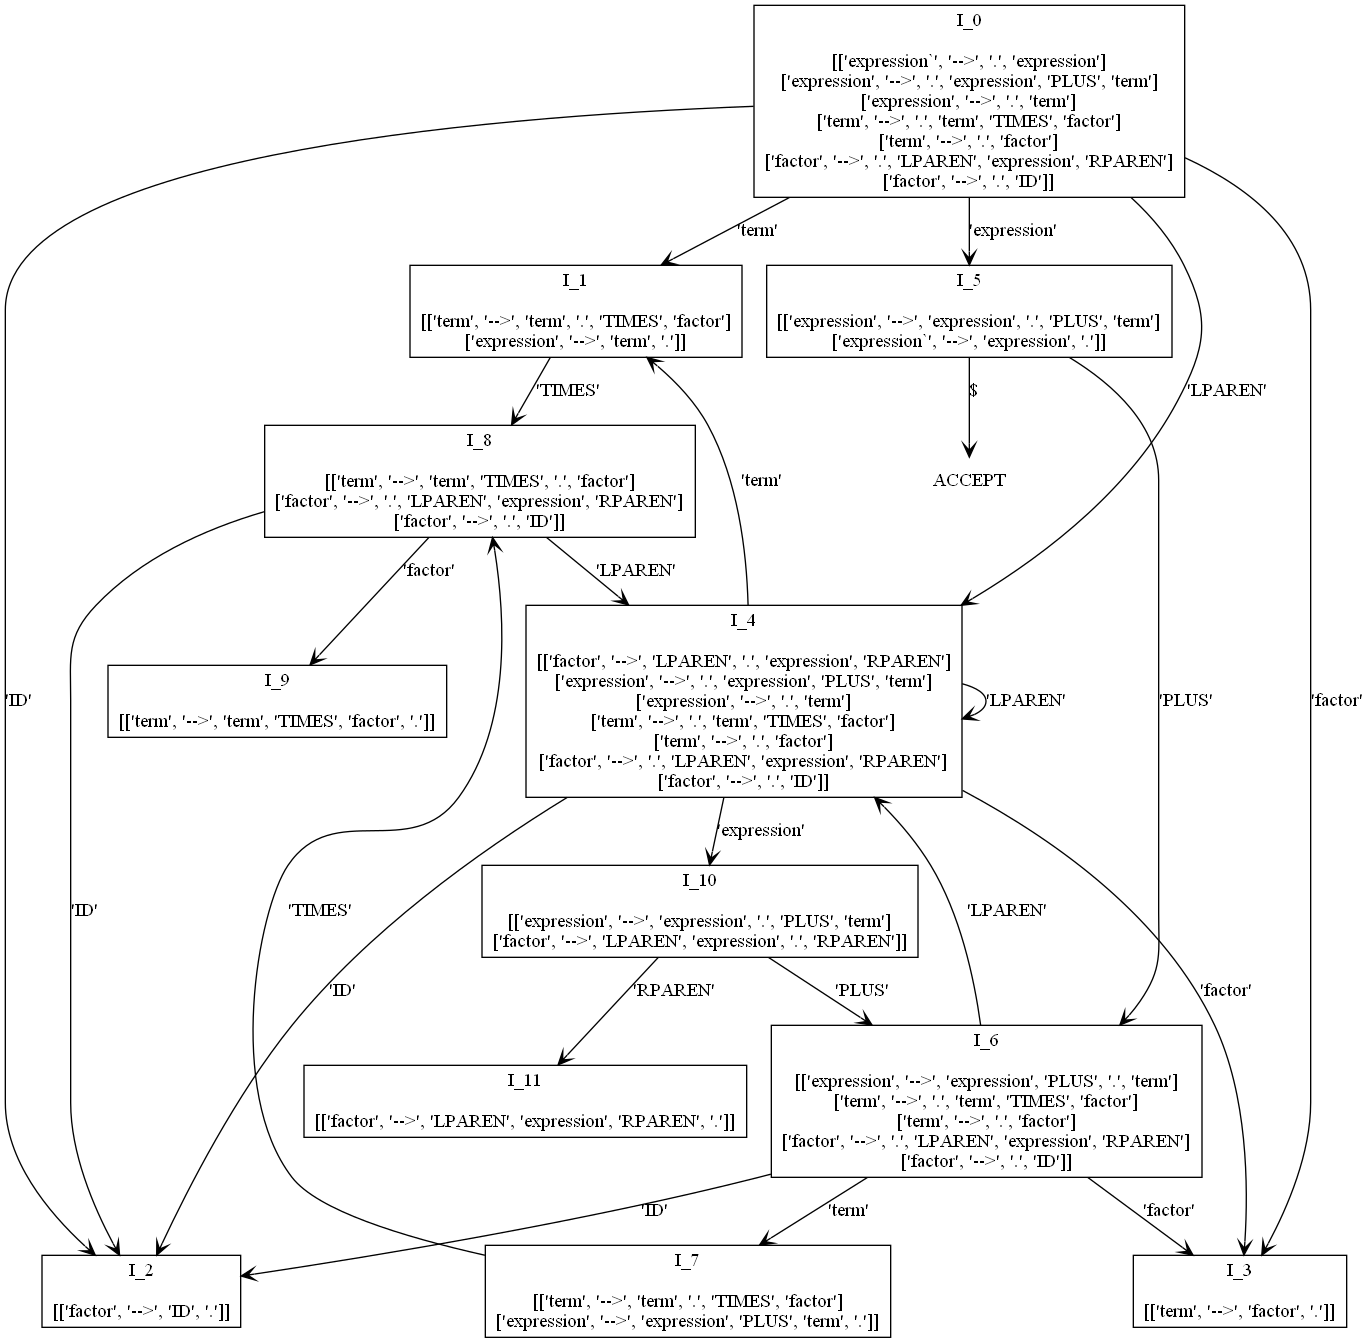 I_0
[['expression`', '-->', '.', 'expression']
['expression', '-->', '.', 'expression', 'PLUS', 'term']
['expression', '-->', '.', 'term']
['term', '-->', '.', 'term', 'TIMES', 'factor']
['term', '-->', '.', 'factor']
['factor', '-->', '.', 'LPAREN', 'expression', 'RPAREN']
['factor', '-->', '.', 'ID']]
'term'
'expression'
I_1
[['term', '-->', 'term', '.', 'TIMES', 'factor']
['expression', '-->', 'term', '.']]
I_5
[['expression', '-->', 'expression', '.', 'PLUS', 'term']
['expression`', '-->', 'expression', '.']]
'TIMES'
$
'LPAREN'
I_8
[['term', '-->', 'term', 'TIMES', '.', 'factor']
['factor', '-->', '.', 'LPAREN', 'expression', 'RPAREN']
['factor', '-->', '.', 'ID']]
'term'
ACCEPT
'factor'
'LPAREN'
I_4
[['factor', '-->', 'LPAREN', '.', 'expression', 'RPAREN']
['expression', '-->', '.', 'expression', 'PLUS', 'term']
['expression', '-->', '.', 'term']
['term', '-->', '.', 'term', 'TIMES', 'factor']
['term', '-->', '.', 'factor']
['factor', '-->', '.', 'LPAREN', 'expression', 'RPAREN']
['factor', '-->', '.', 'ID']]
I_9
[['term', '-->', 'term', 'TIMES', 'factor', '.']]
'ID'
'LPAREN'
'PLUS'
'factor'
'expression'
I_10
[['expression', '-->', 'expression', '.', 'PLUS', 'term']
['factor', '-->', 'LPAREN', 'expression', '.', 'RPAREN']]
'ID'
'TIMES'
'LPAREN'
'ID'
'RPAREN'
'PLUS'
'factor'
I_6
[['expression', '-->', 'expression', 'PLUS', '.', 'term']
['term', '-->', '.', 'term', 'TIMES', 'factor']
['term', '-->', '.', 'factor']
['factor', '-->', '.', 'LPAREN', 'expression', 'RPAREN']
['factor', '-->', '.', 'ID']]
I_11
[['factor', '-->', 'LPAREN', 'expression', 'RPAREN', '.']]
'ID'
'term'
'factor'
I_2
[['factor', '-->', 'ID', '.']]
I_7
[['term', '-->', 'term', '.', 'TIMES', 'factor']
['expression', '-->', 'expression', 'PLUS', 'term', '.']]
I_3
[['term', '-->', 'factor', '.']]